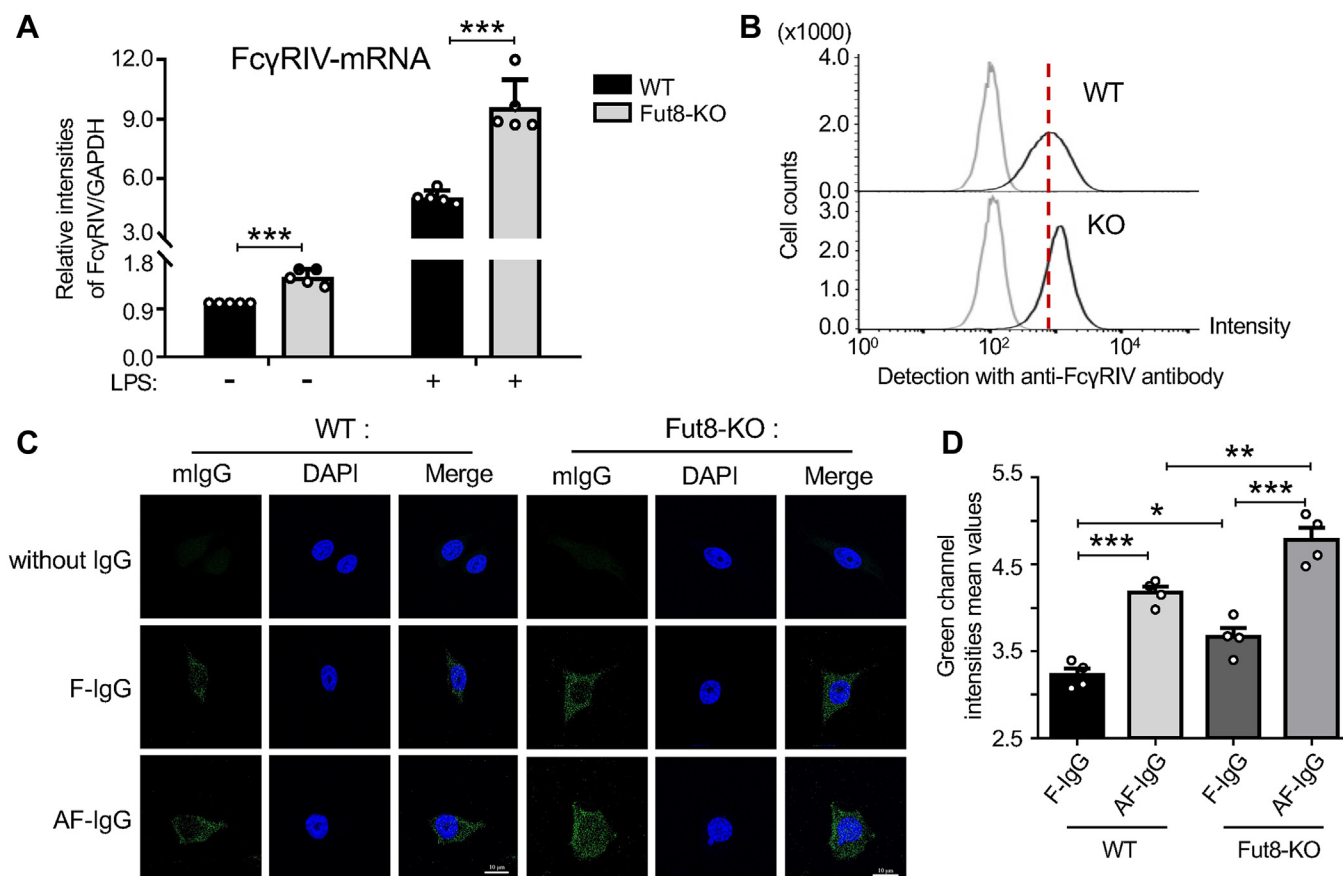 A
FcγRIV-mRNA
***
***
WT
Fut8-KO
Relative intensities
of FcγRIV/GAPDH
12.0
9.0
6.0
3.0
1.8
0.9
0.0
LPS: - - + +
B
(x1000)
4.0
2.0
0.0
WT
3.0
2.0
1.0
0.0
KO
Cell counts
Intensity
10⁰ 10² 10⁴
Detection with anti-FcγRIV antibody
C
WT : Fut8-KO :
mIgG DAPI Merge mIgG DAPI Merge
without IgG
F-IgG
AF-IgG
10 μm 10 μm
D
Green channel
intensities mean values
5.5
4.5
3.5
2.5
**
***
*
***
F-IgG AF-IgG F-IgG AF-IgG
WT Fut8-KO